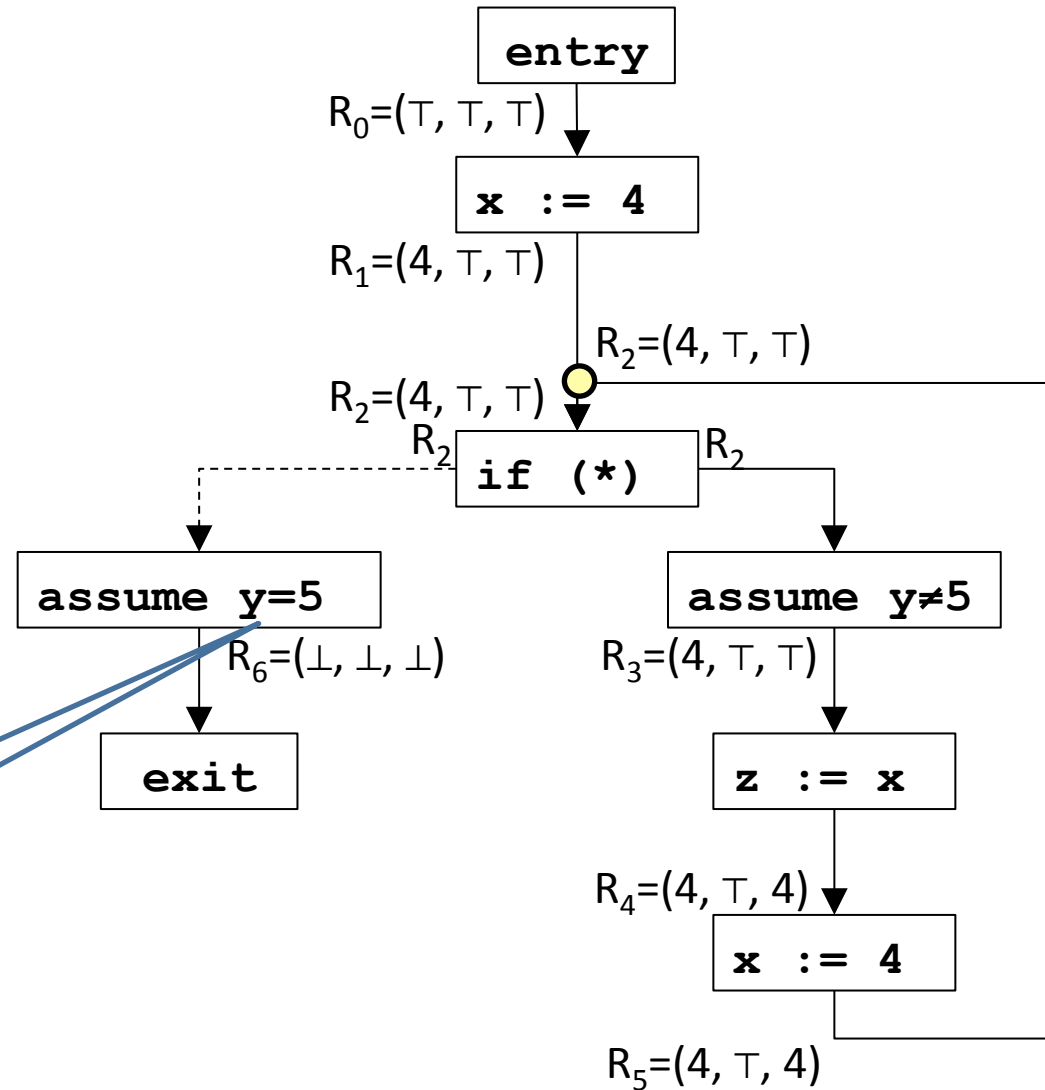 entry
R₀=(⊤, ⊤, ⊤)
x := 4
R₁=(4, ⊤, ⊤)
R₂=(4, ⊤, ⊤)
R₂=(4, ⊤, ⊤)
R₂
if (*)
R₂
assume y=5
assume y≠5
R₆=(⊥, ⊥, ⊥)
R₃=(4, ⊤, ⊤)
exit
z := x
R₄=(4, ⊤, 4)
x := 4
R₅=(4, ⊤, 4)